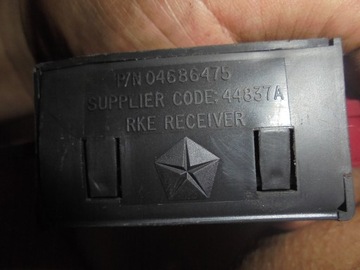 P/N 04686475
SUPPLIER CODE: 44837A
RKE RECEIVER